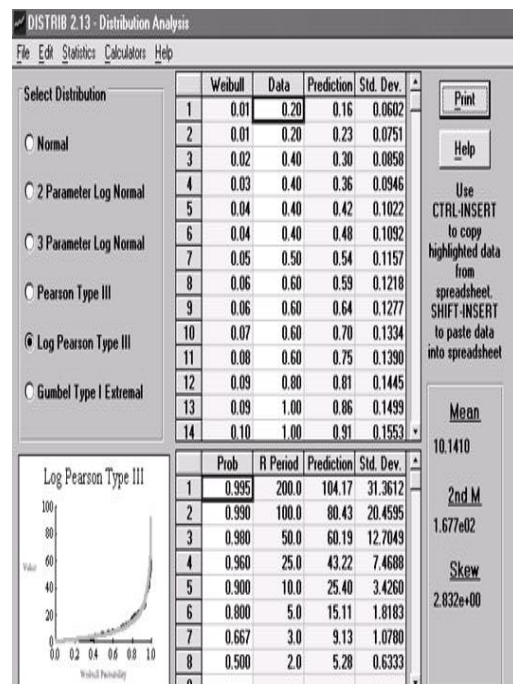 DISTRIB 2.13 - Distribution Analysis
File Edit Statistics Calculators Help
Select Distribution
Normal
2 Parameter Log Normal
3 Parameter Log Normal
Pearson Type III
Log Pearson Type III
Gumbel Type I Extremal
Weibull Data Prediction Std. Dev.
1 0.01 0.20 0.16 0.0602
2 0.01 0.20 0.23 0.0751
3 0.02 0.40 0.30 0.0858
4 0.03 0.40 0.36 0.0946
5 0.04 0.40 0.42 0.1022
6 0.04 0.40 0.48 0.1092
7 0.05 0.50 0.54 0.1157
8 0.06 0.60 0.59 0.1218
9 0.06 0.60 0.64 0.1277
10 0.07 0.60 0.70 0.1334
11 0.08 0.60 0.75 0.1390
12 0.09 0.80 0.81 0.1445
13 0.09 1.00 0.86 0.1499
14 0.10 1.00 0.91 0.1553
Print
Help
Use
CTRL-INSERT
to copy
highlighted data
from
spreadsheet.
SHIFT-INSERT
to paste data
into spreadsheet
Log Pearson Type III
100
80
60
40
20
0
Value
0.0 0.2 0.4 0.6 0.8 1.0
Weibull Probability
Prob R Period Prediction Std. Dev.
1 0.995 200.0 104.17 31.3612
2 0.990 100.0 80.43 20.4595
3 0.980 50.0 60.19 12.7049
4 0.960 25.0 43.22 7.4688
5 0.900 10.0 25.40 3.4260
6 0.800 5.0 15.11 1.8183
7 0.667 3.0 9.13 1.0780
8 0.500 2.0 5.28 0.6333
Mean
10.1410
2nd M
1.677e02
Skew
2.832e+00